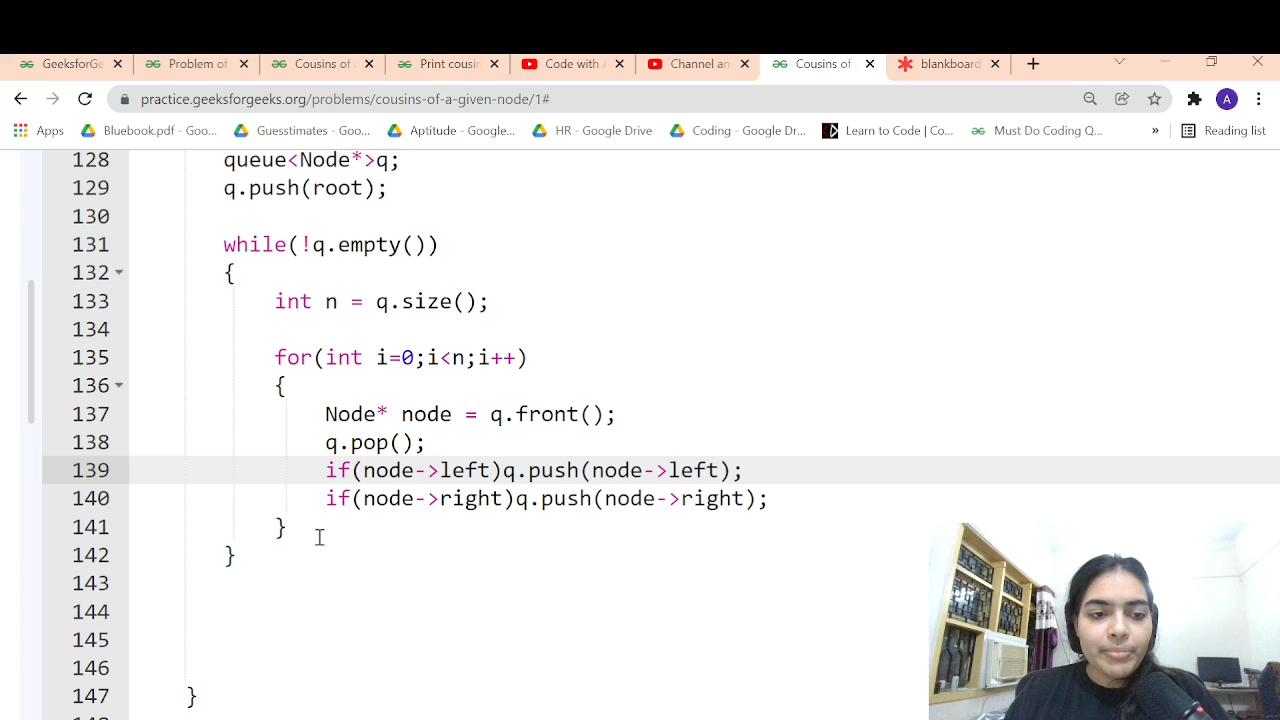 GeeksforGe
Problem of
Cousins of
Print cousin
Code with
Channel an
Cousins of
blankboard
practice.geeksforgeeks.org/problems/cousins-of-a-given-node/1#
A
Apps
Bluebook.pdf - Goo...
Guesstimates - Goo...
Aptitude - Google...
HR - Google Drive
Coding - Google Dr...
Learn to Code | Co...
Must Do Coding Q...
»
Reading list
128 queue<Node*>q;
129 q.push(root);
130
131 while(!q.empty())
132 {
133 int n = q.size();
134
135 for(int i=0;i<n;i++)
136 {
137 Node* node = q.front();
138 q.pop();
139 if(node->left)q.push(node->left);
140 if(node->right)q.push(node->right);
141 }
142 }
143
144
145
146
147 }